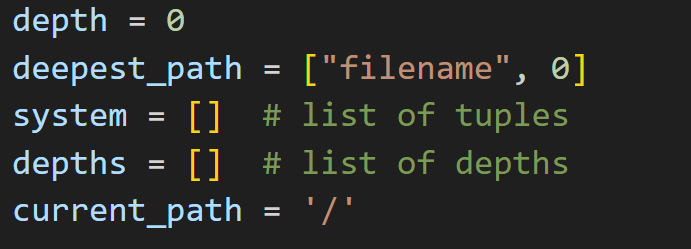 depth = 0
deepest_path = ["filename", 0]
system = []  # list of tuples
depths = []  # list of depths
current_path = '/'